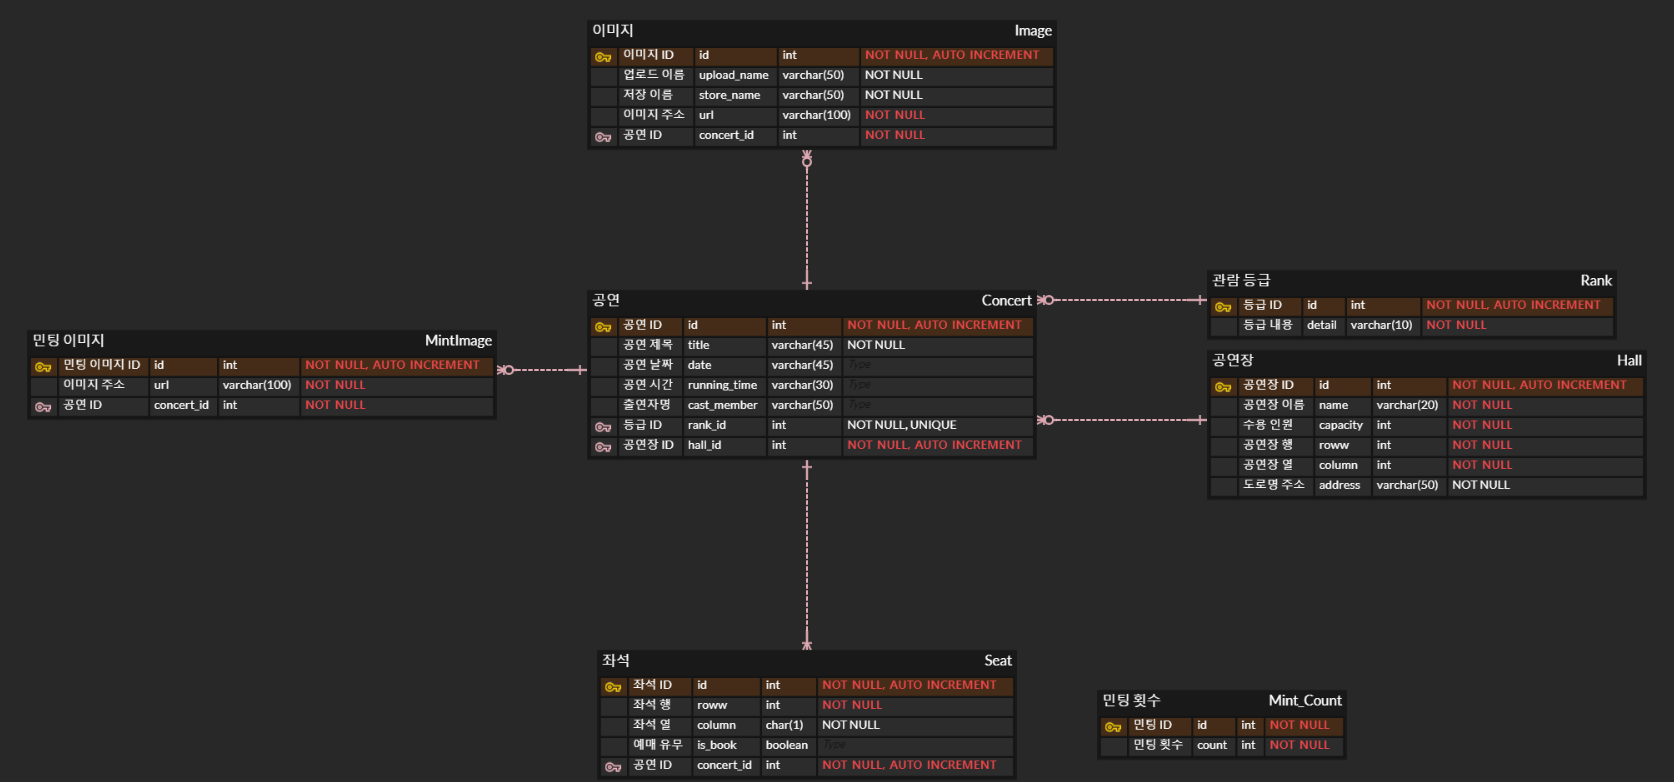 이미지 Image
이미지 ID id int NOT NULL, AUTO INCREMENT
업로드 이름 upload_name varchar(50) NOT NULL
저장 이름 store_name varchar(50) NOT NULL
이미지 주소 url varchar(100) NOT NULL
공연 ID concert_id int NOT NULL
관람 등급 Rank
등급 ID id int NOT NULL, AUTO INCREMENT
등급 내용 detail varchar(10) NOT NULL
공연 Concert
공연 ID id int NOT NULL, AUTO INCREMENT
공연 제목 title varchar(45) NOT NULL
공연 날짜 date varchar(45) Type
공연 시간 running_time varchar(30) Type
출연자명 cast_member varchar(50) Type
등급 ID rank_id int NOT NULL, UNIQUE
공연장 ID hall_id int NOT NULL, AUTO INCREMENT
민팅 이미지 MintImage
민팅 이미지 ID id int NOT NULL, AUTO INCREMENT
이미지 주소 url varchar(100) NOT NULL
공연 ID concert_id int NOT NULL
공연장 Hall
공연장 ID id int NOT NULL, AUTO INCREMENT
공연장 이름 name varchar(20) NOT NULL
수용 인원 capacity int NOT NULL
공연장 행 roww int NOT NULL
공연장 열 column int NOT NULL
도로명 주소 address varchar(50) NOT NULL
좌석 Seat
좌석 ID id int NOT NULL, AUTO INCREMENT
좌석 행 roww int NOT NULL
좌석 열 column char(1) NOT NULL
예매 유무 is_book boolean Type
공연 ID concert_id int NOT NULL, AUTO INCREMENT
민팅 횟수 Mint_Count
민팅 ID id int NOT NULL
민팅 횟수 count int NOT NULL